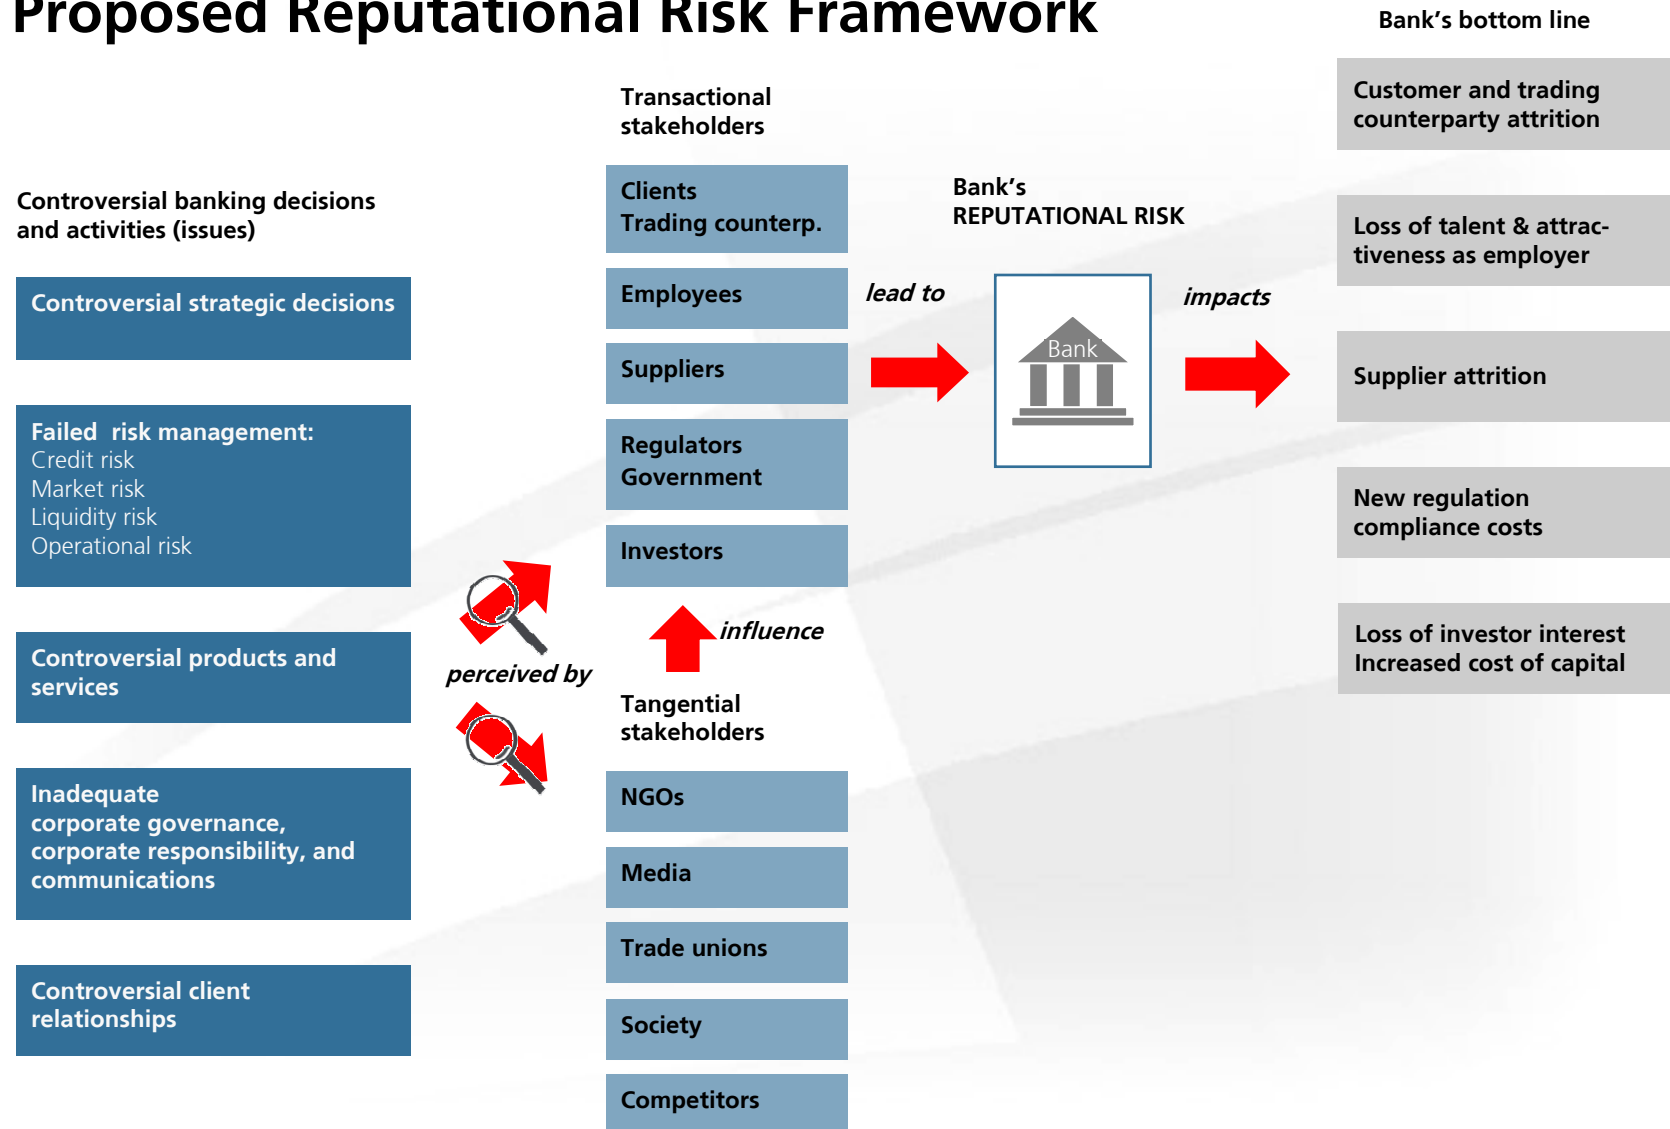 Proposed Reputational Risk Framework
Controversial banking decisions
and activities (issues)
Controversial strategic decisions
Failed risk management:
Credit risk
Market risk
Liquidity risk
Operational risk
Controversial products and
services
Inadequate
corporate governance,
corporate responsibility, and
communications
Controversial client
relationships
perceived by
Transactional
stakeholders
Clients
Trading counterp.
Employees
Suppliers
Regulators
Government
Investors
influence
Tangential
stakeholders
NGOs
Media
Trade unions
Society
Competitors
lead to
Bank’s
REPUTATIONAL RISK
Bank
impacts
Bank’s bottom line
Customer and trading
counterparty attrition
Loss of talent & attrac-
tiveness as employer
Supplier attrition
New regulation
compliance costs
Loss of investor interest
Increased cost of capital